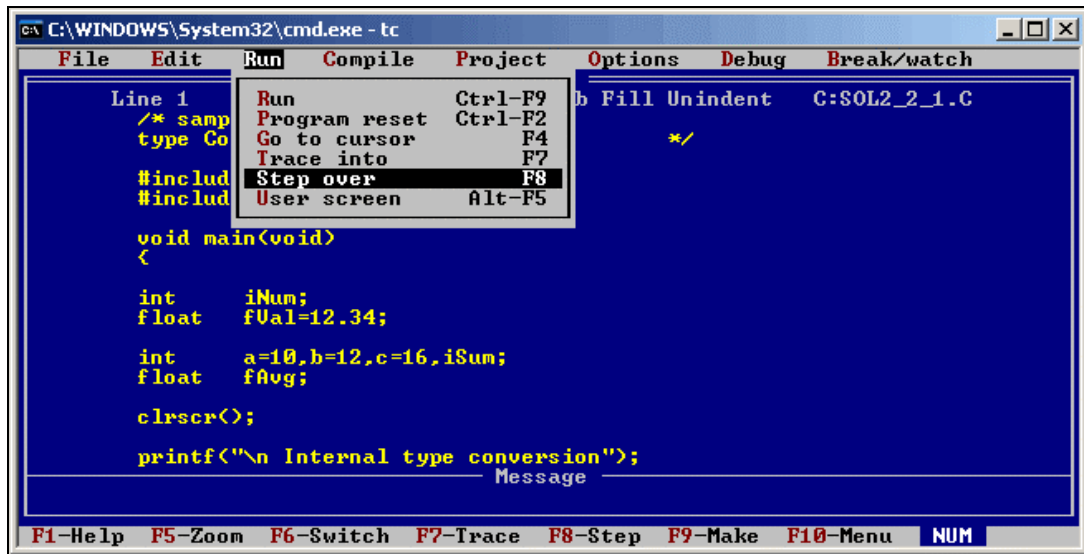 C:\WINDOWS\System32\cmd.exe - tc
File Edit Run Compile Project Options Debug Break/watch
Line 1 b Fill Unindent C:SOL2_2_1.C
Run Ctrl-F9
/* samp
Program reset Ctrl-F2
type Co
Go to cursor F4 */
Trace into F7
#includ
Step over F8
#includ
User screen Alt-F5
void main(void)
{
int iNum;
float fVal=12.34;
int a=10,b=12,c=16,iSum;
float fAvg;
clrscr();
printf("\n Internal type conversion");
Message
F1-Help F5-Zoom F6-Switch F7-Trace F8-Step F9-Make F10-Menu NUM